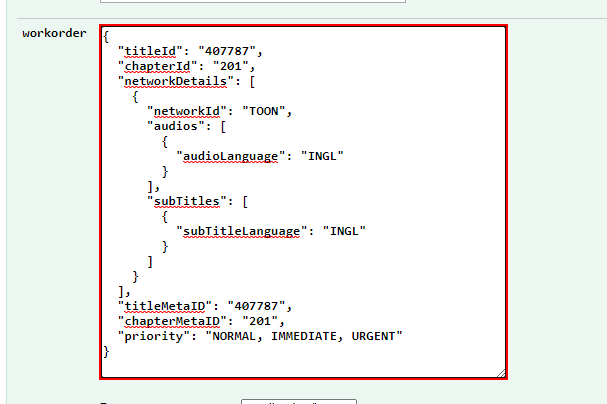 workorder
{
"titleId": "407787",
"chapterId": "201",
"networkDetails": [
{
"networkId": "TOON",
"audios": [
{
"audioLanguage": "INGL"
}
],
"subTitles": [
{
"subTitleLanguage": "INGL"
}
]
}
],
"titleMetaID": "407787",
"chapterMetaID": "201",
"priority": "NORMAL, IMMEDIATE, URGENT"
}